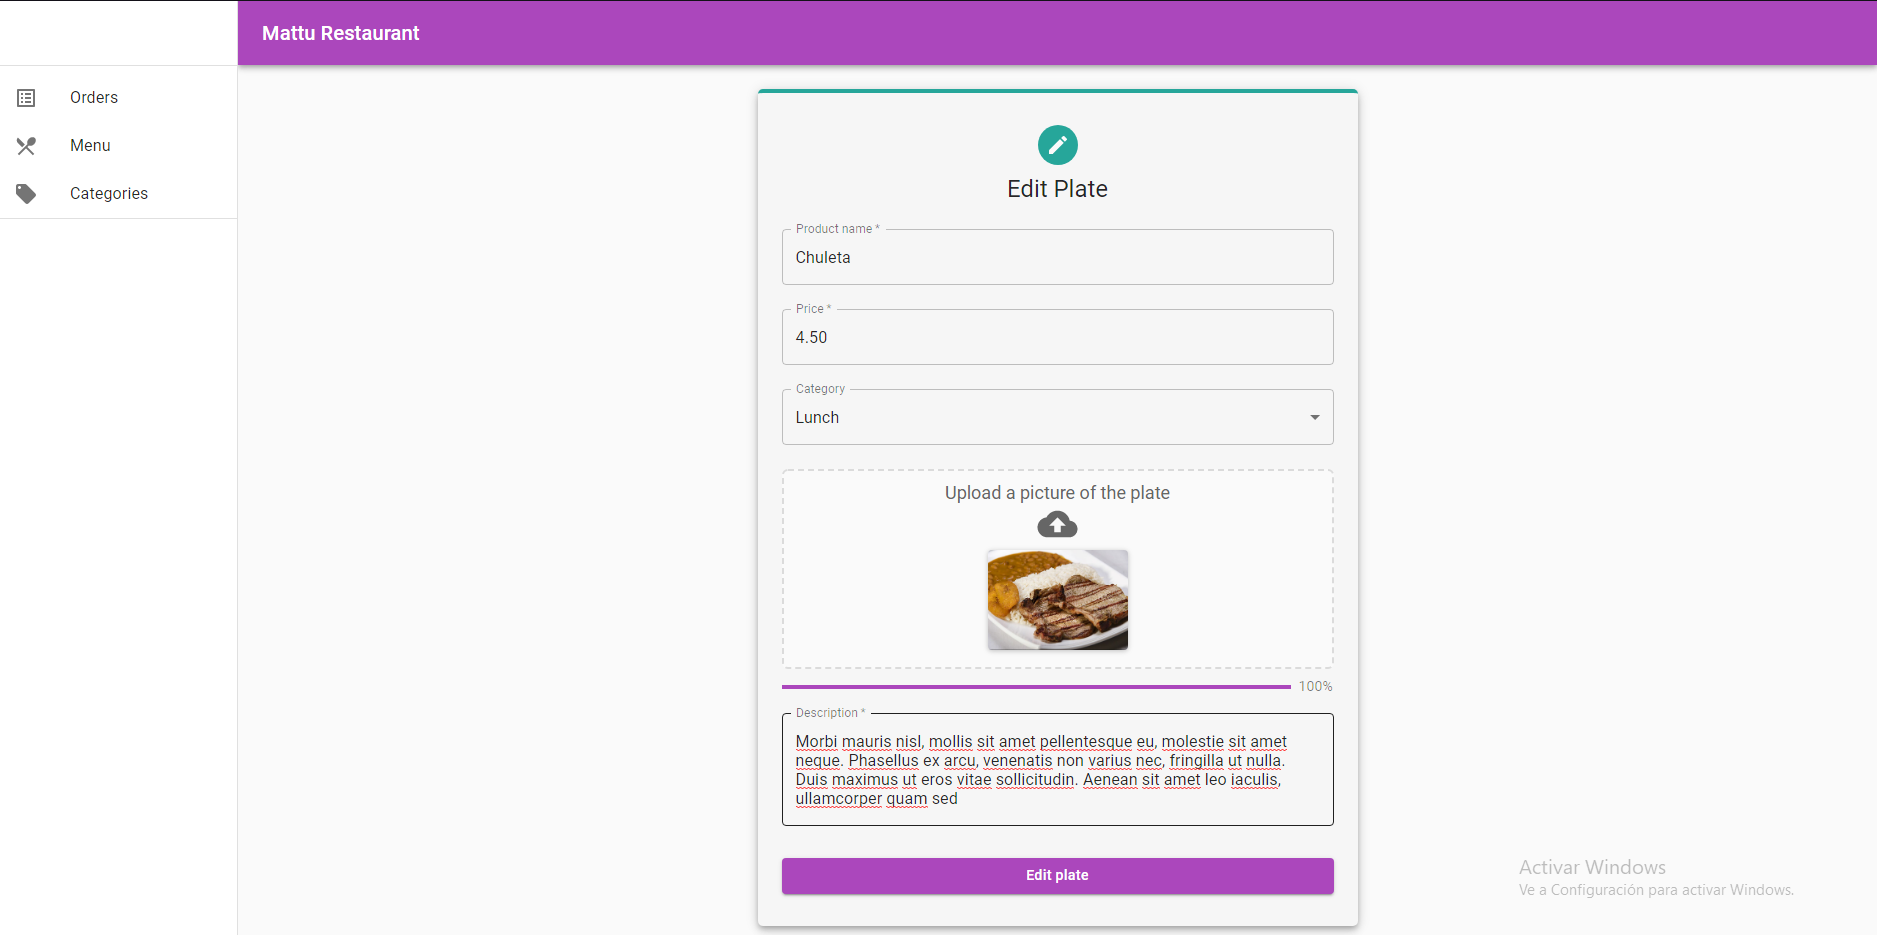 Mattu Restaurant
Orders
Menu
Categories
Edit Plate
Product name *
Chuleta
Price *
4.50
Category
Lunch
Upload a picture of the plate
100%
Description *
Morbi mauris nisl, mollis sit amet pellentesque eu, molestie sit amet
neque. Phasellus ex arcu, venenatis non varius nec, fringilla ut nulla.
Duis maximus ut eros vitae sollicitudin. Aenean sit amet leo iaculis,
ullamcorper quam sed
Edit plate
Activar Windows
Ve a Configuración para activar Windows.